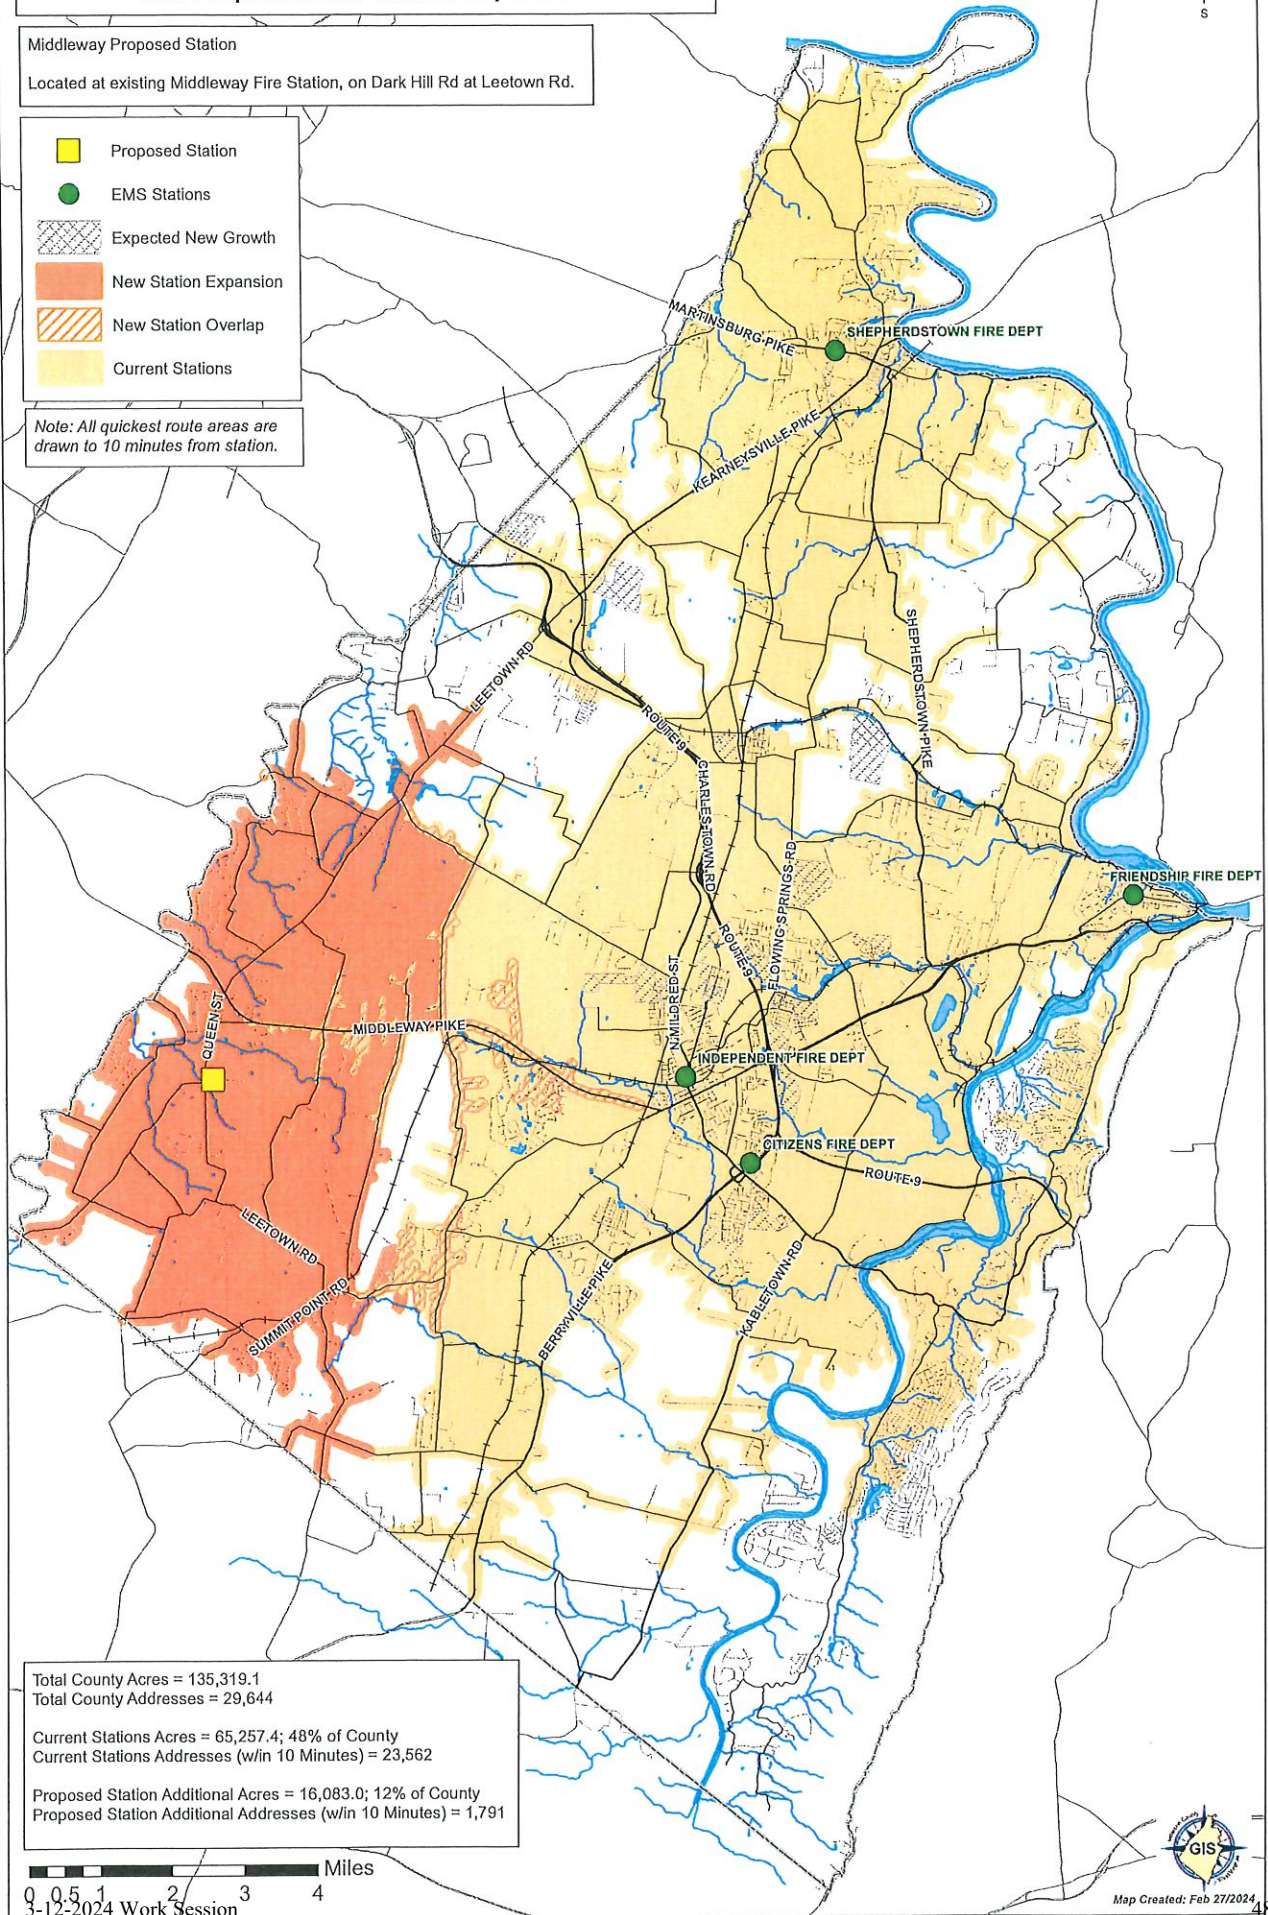 S
Middleway Proposed Station
Located at existing Middleway Fire Station, on Dark Hill Rd at Leetown Rd.
Proposed Station
EMS Stations
Expected New Growth
New Station Expansion
New Station Overlap
Current Stations
Note: All quickest route areas are
drawn to 10 minutes from station.
MARTINSBURG PIKE
SHEPHERDSTOWN FIRE DEPT
KEARNEYSVILLE PIKE
SHEPHERDSTOWN PIKE
LEETOWN RD
ROUTE 9
CHARLES TOWN RD
FLOWING SPRINGS RD
FRIENDSHIP FIRE DEPT
ROUTE 9
N MILDRED ST
QUEEN ST
MIDDLEWAY PIKE
INDEPENDENT FIRE DEPT
CITIZENS FIRE DEPT
ROUTE 9
LEETOWN RD
SUMMIT POINT RD
BERRYVILLE PIKE
KABLETOWN RD
Total County Acres = 135,319.1
Total County Addresses = 29,644
Current Stations Acres = 65,257.4; 48% of County
Current Stations Addresses (w/in 10 Minutes) = 23,562
Proposed Station Additional Acres = 16,083.0; 12% of County
Proposed Station Additional Addresses (w/in 10 Minutes) = 1,791
Miles
0 0.5 1 2 3 4
3-12-2024 Work Session
GIS
Map Created: Feb 27/2024